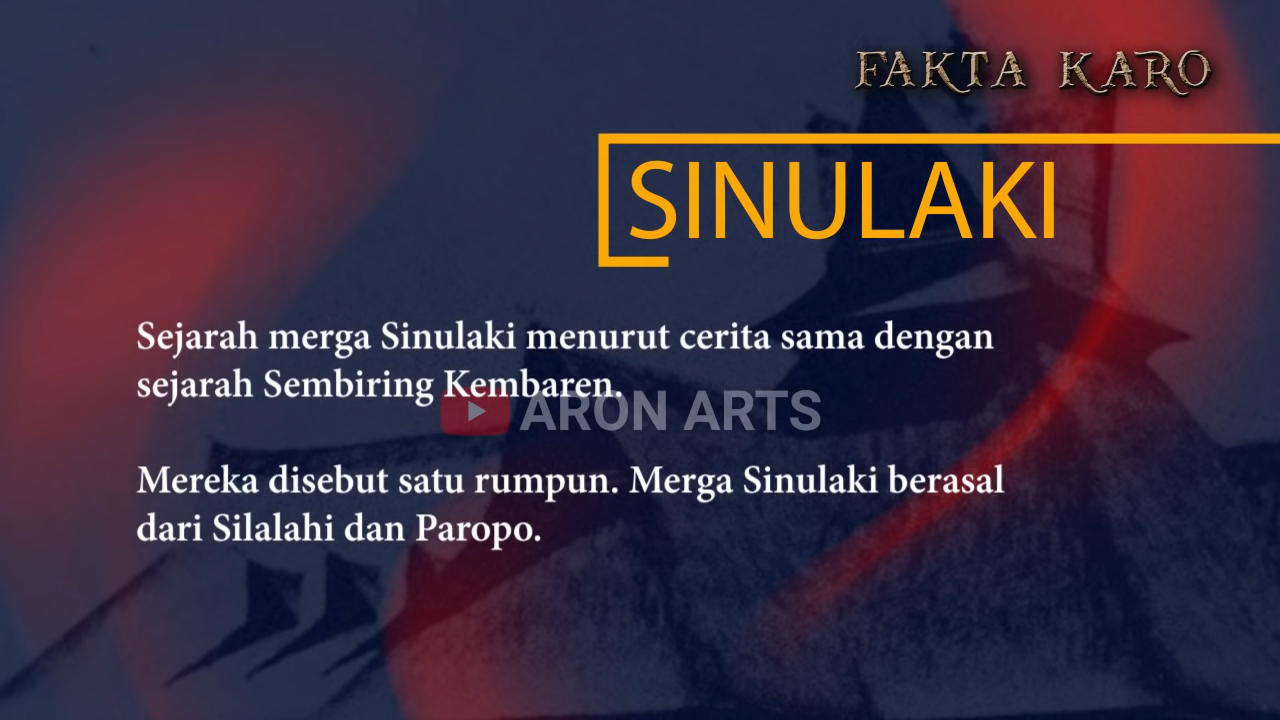 FAKTA KARO
SINULAKI
Sejarah merga Sinulaki menurut cerita sama dengan
sejarah Sembiring Kembaren.
ARON ARTS
Mereka disebut satu rumpun. Merga Sinulaki berasal
dari Silalahi dan Paropo.